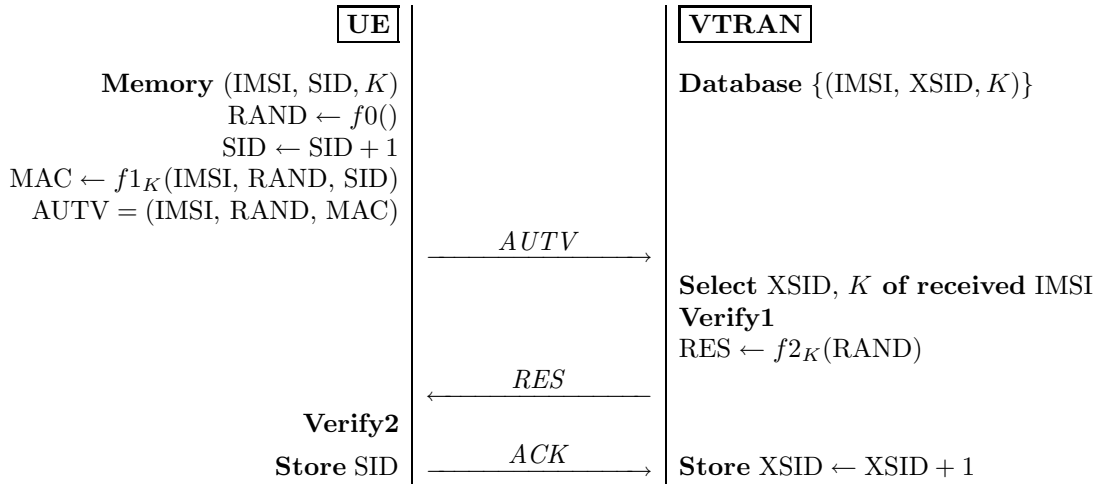 UE VTRAN
Memory (IMSI, SID, K) Database {(IMSI, XSID, K)}
RAND ← f0()
SID ← SID + 1
MAC ← f1_K(IMSI, RAND, SID)
AUTV = (IMSI, RAND, MAC)
AUTV
Select XSID, K of received IMSI
Verify1
RES ← f2_K(RAND)
RES
Verify2
Store SID ACK Store XSID ← XSID + 1